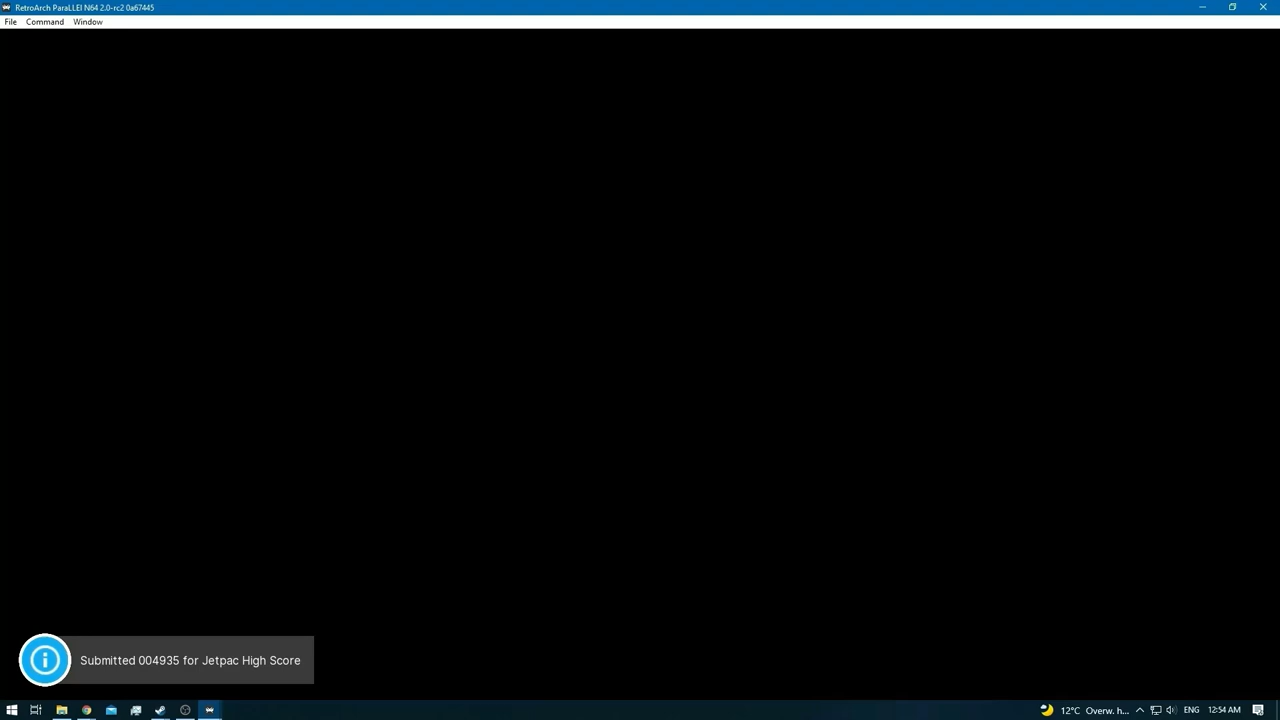 RetroArch ParaLLEl N64 2.0-rc2 0a67445
File Command Window
Submitted 004935 for Jetpac High Score
12°C Overw. h... ENG 12:54 AM